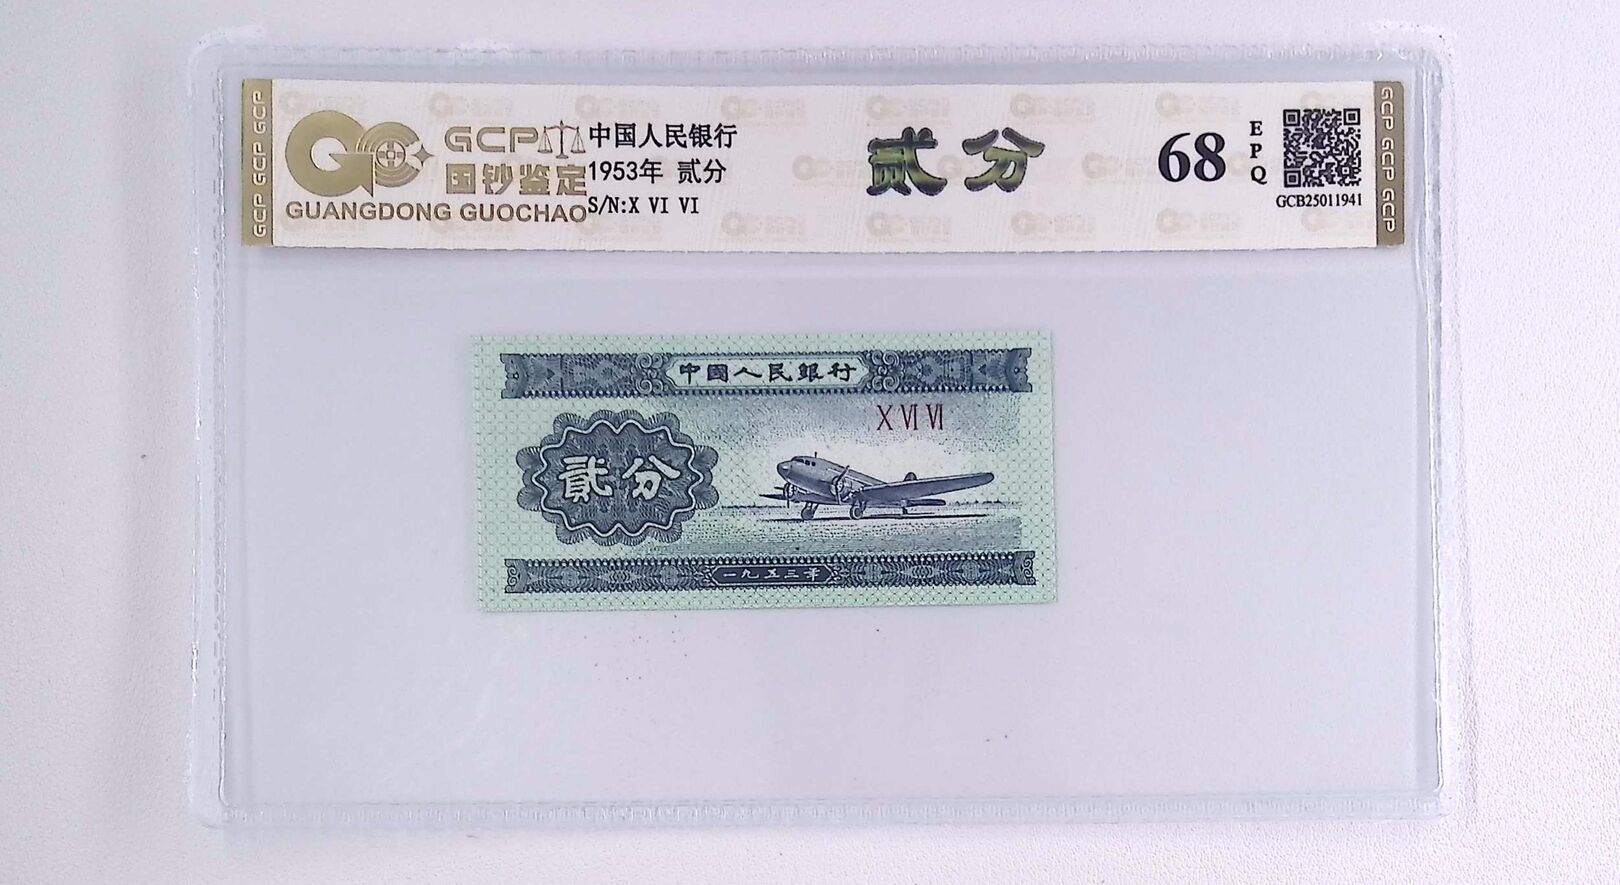 GCP GCP GCP
GCP
国钞鉴定
GUANGDONG GUOCHAO
中国人民银行
1953年 贰分
S/N:X VI VI
贰分
68
EPQ
GCB25011941
GCP GCP GCP
中國人民銀行
X VI VI
貳分
一九五三年